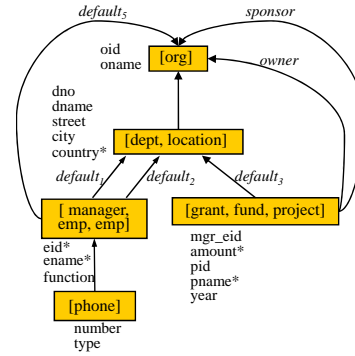 default5
sponsor
oid
oname
[org]
owner
dno
dname
street
city
country*
[dept, location]
default1
default2
default3
[ manager,
emp, emp]
[grant, fund, project]
eid*
ename*
function
mgr_eid
amount*
pid
pname*
year
[phone]
number
type